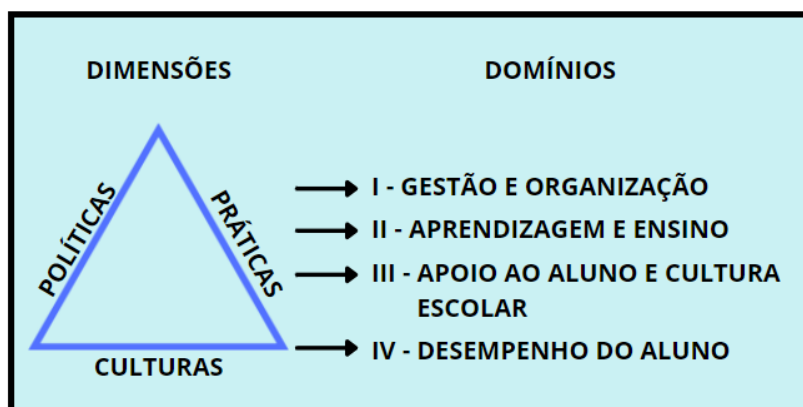 DIMENSÕES
DOMÍNIOS
POLÍTICAS
PRÁTICAS
CULTURAS
I - GESTÃO E ORGANIZAÇÃO
II - APRENDIZAGEM E ENSINO
III - APOIO AO ALUNO E CULTURA
ESCOLAR
IV - DESEMPENHO DO ALUNO